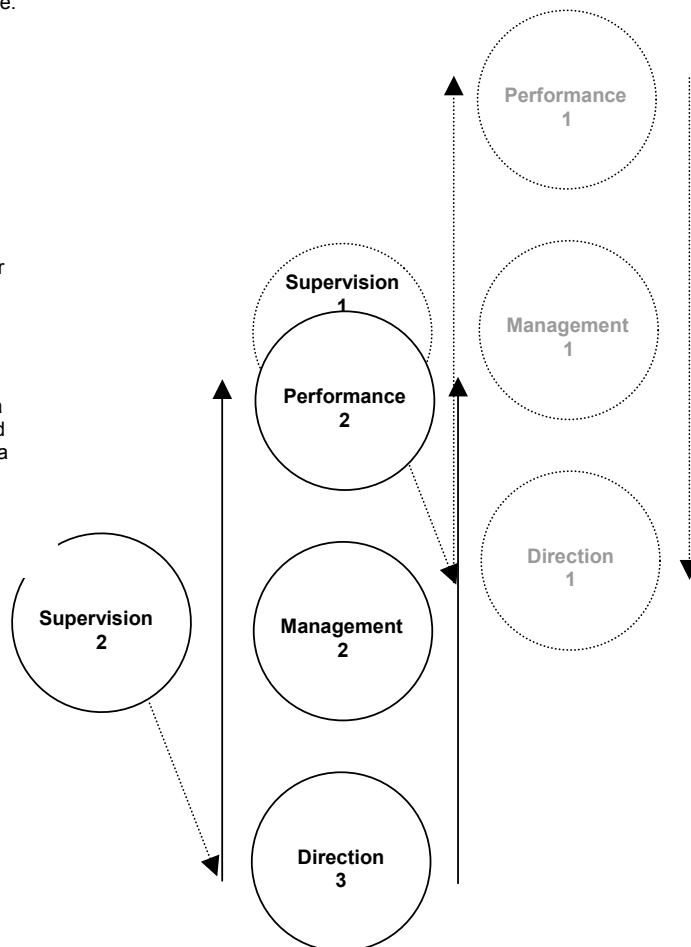 e.
Performance
1
r
Supervision
1
Management
1
Performance
2
a
d
a
Direction
1
Supervision
2
Management
2
Direction
3